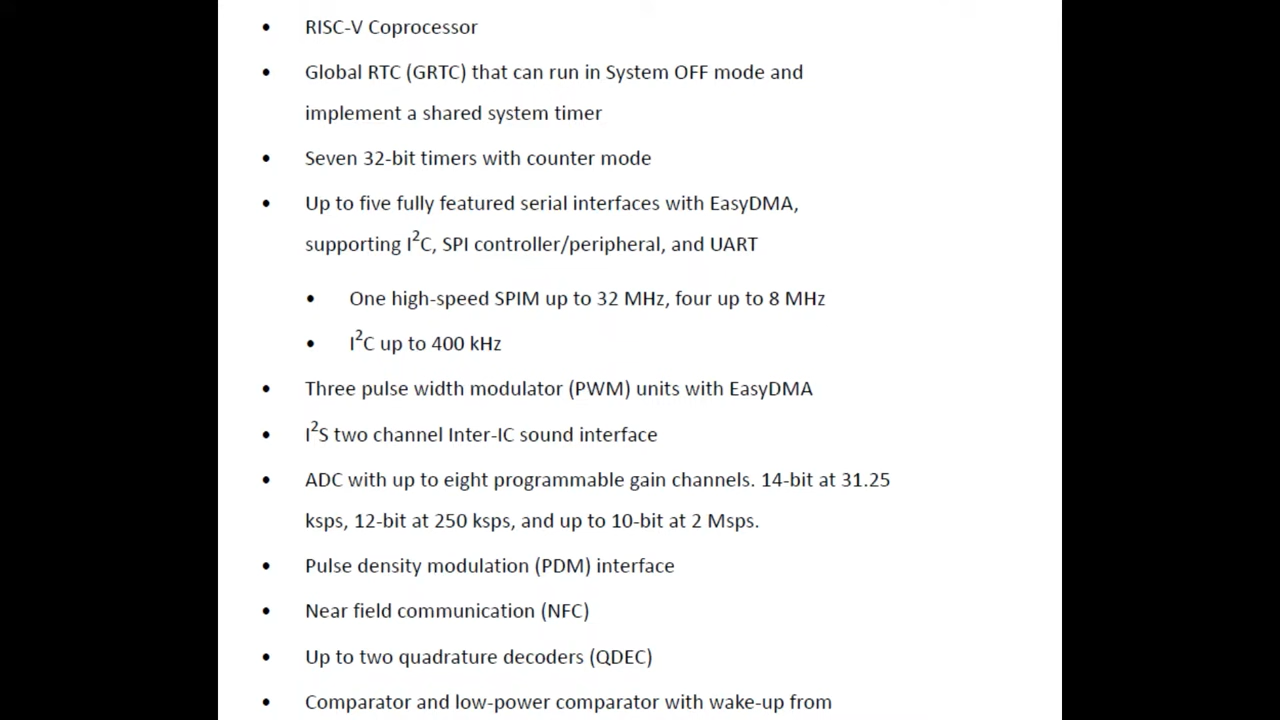 • RISC-V Coprocessor
• Global RTC (GRTC) that can run in System OFF mode and
implement a shared system timer
• Seven 32-bit timers with counter mode
• Up to five fully featured serial interfaces with EasyDMA,
supporting I²C, SPI controller/peripheral, and UART
• One high-speed SPIM up to 32 MHz, four up to 8 MHz
• I²C up to 400 kHz
• Three pulse width modulator (PWM) units with EasyDMA
• I²S two channel Inter-IC sound interface
• ADC with up to eight programmable gain channels. 14-bit at 31.25
ksps, 12-bit at 250 ksps, and up to 10-bit at 2 Msps.
• Pulse density modulation (PDM) interface
• Near field communication (NFC)
• Up to two quadrature decoders (QDEC)
• Comparator and low-power comparator with wake-up from